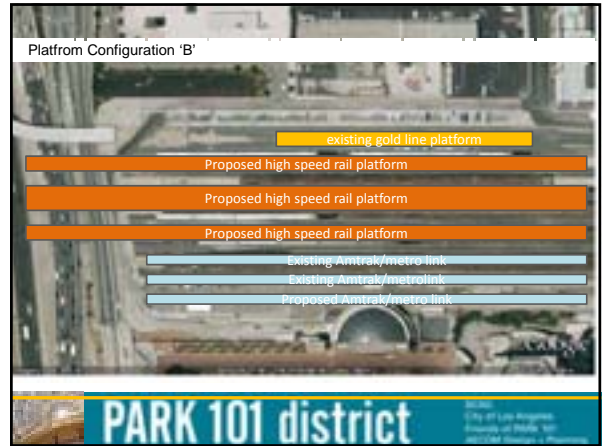 Platfrom Configuration 'B'
existing gold line platform
Proposed high speed rail platform
Proposed high speed rail platform
Proposed high speed rail platform
Existing Amtrak/metro link
Existing Amtrak/metrolink
Proposed Amtrak/metro link
Google
PARK 101 district
City of Los Angeles
Friends of PARK 101